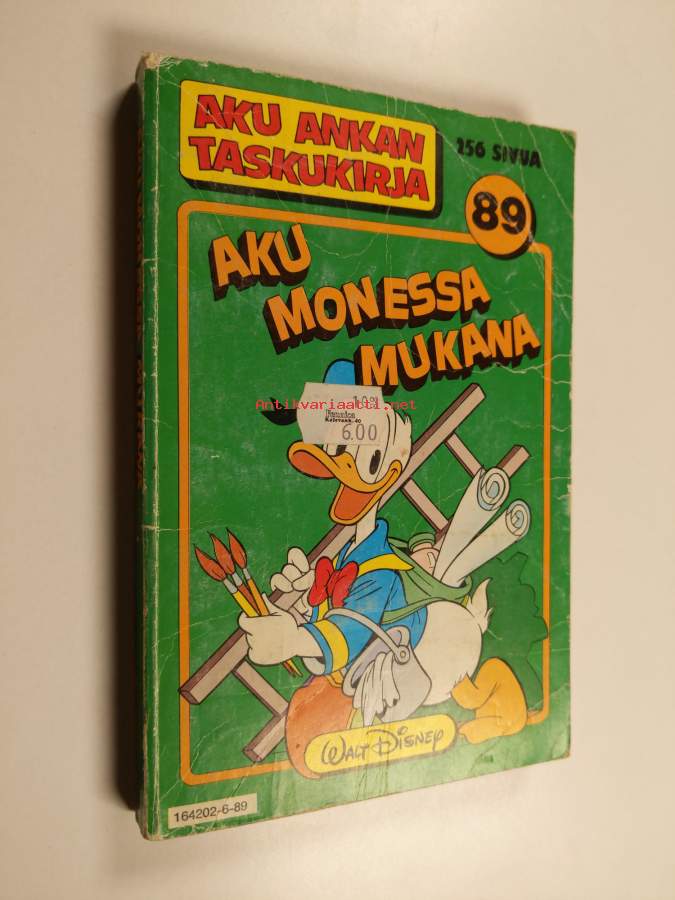 AKU ANKAN
TASKUKIRJA
256 SIVUA
89
AKU
MONESSA
MUKANA
Antikvariaatti.net
6.00
WALT DISNEY
164202-6-89